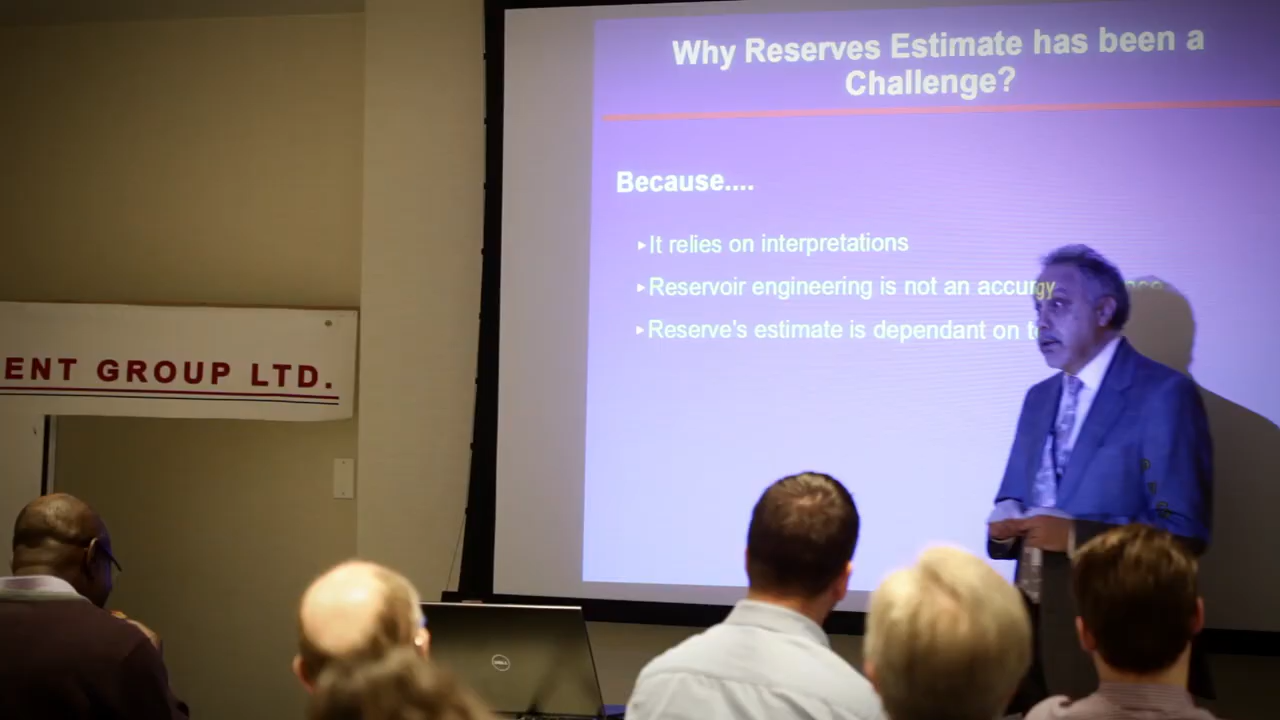 Why Reserves Estimate has been a
Challenge?
Because....
▸It relies on interpretations
▸Reservoir engineering is not an
▸Reserve's estimate is dependant on
ENT GROUP LTD.
DELL